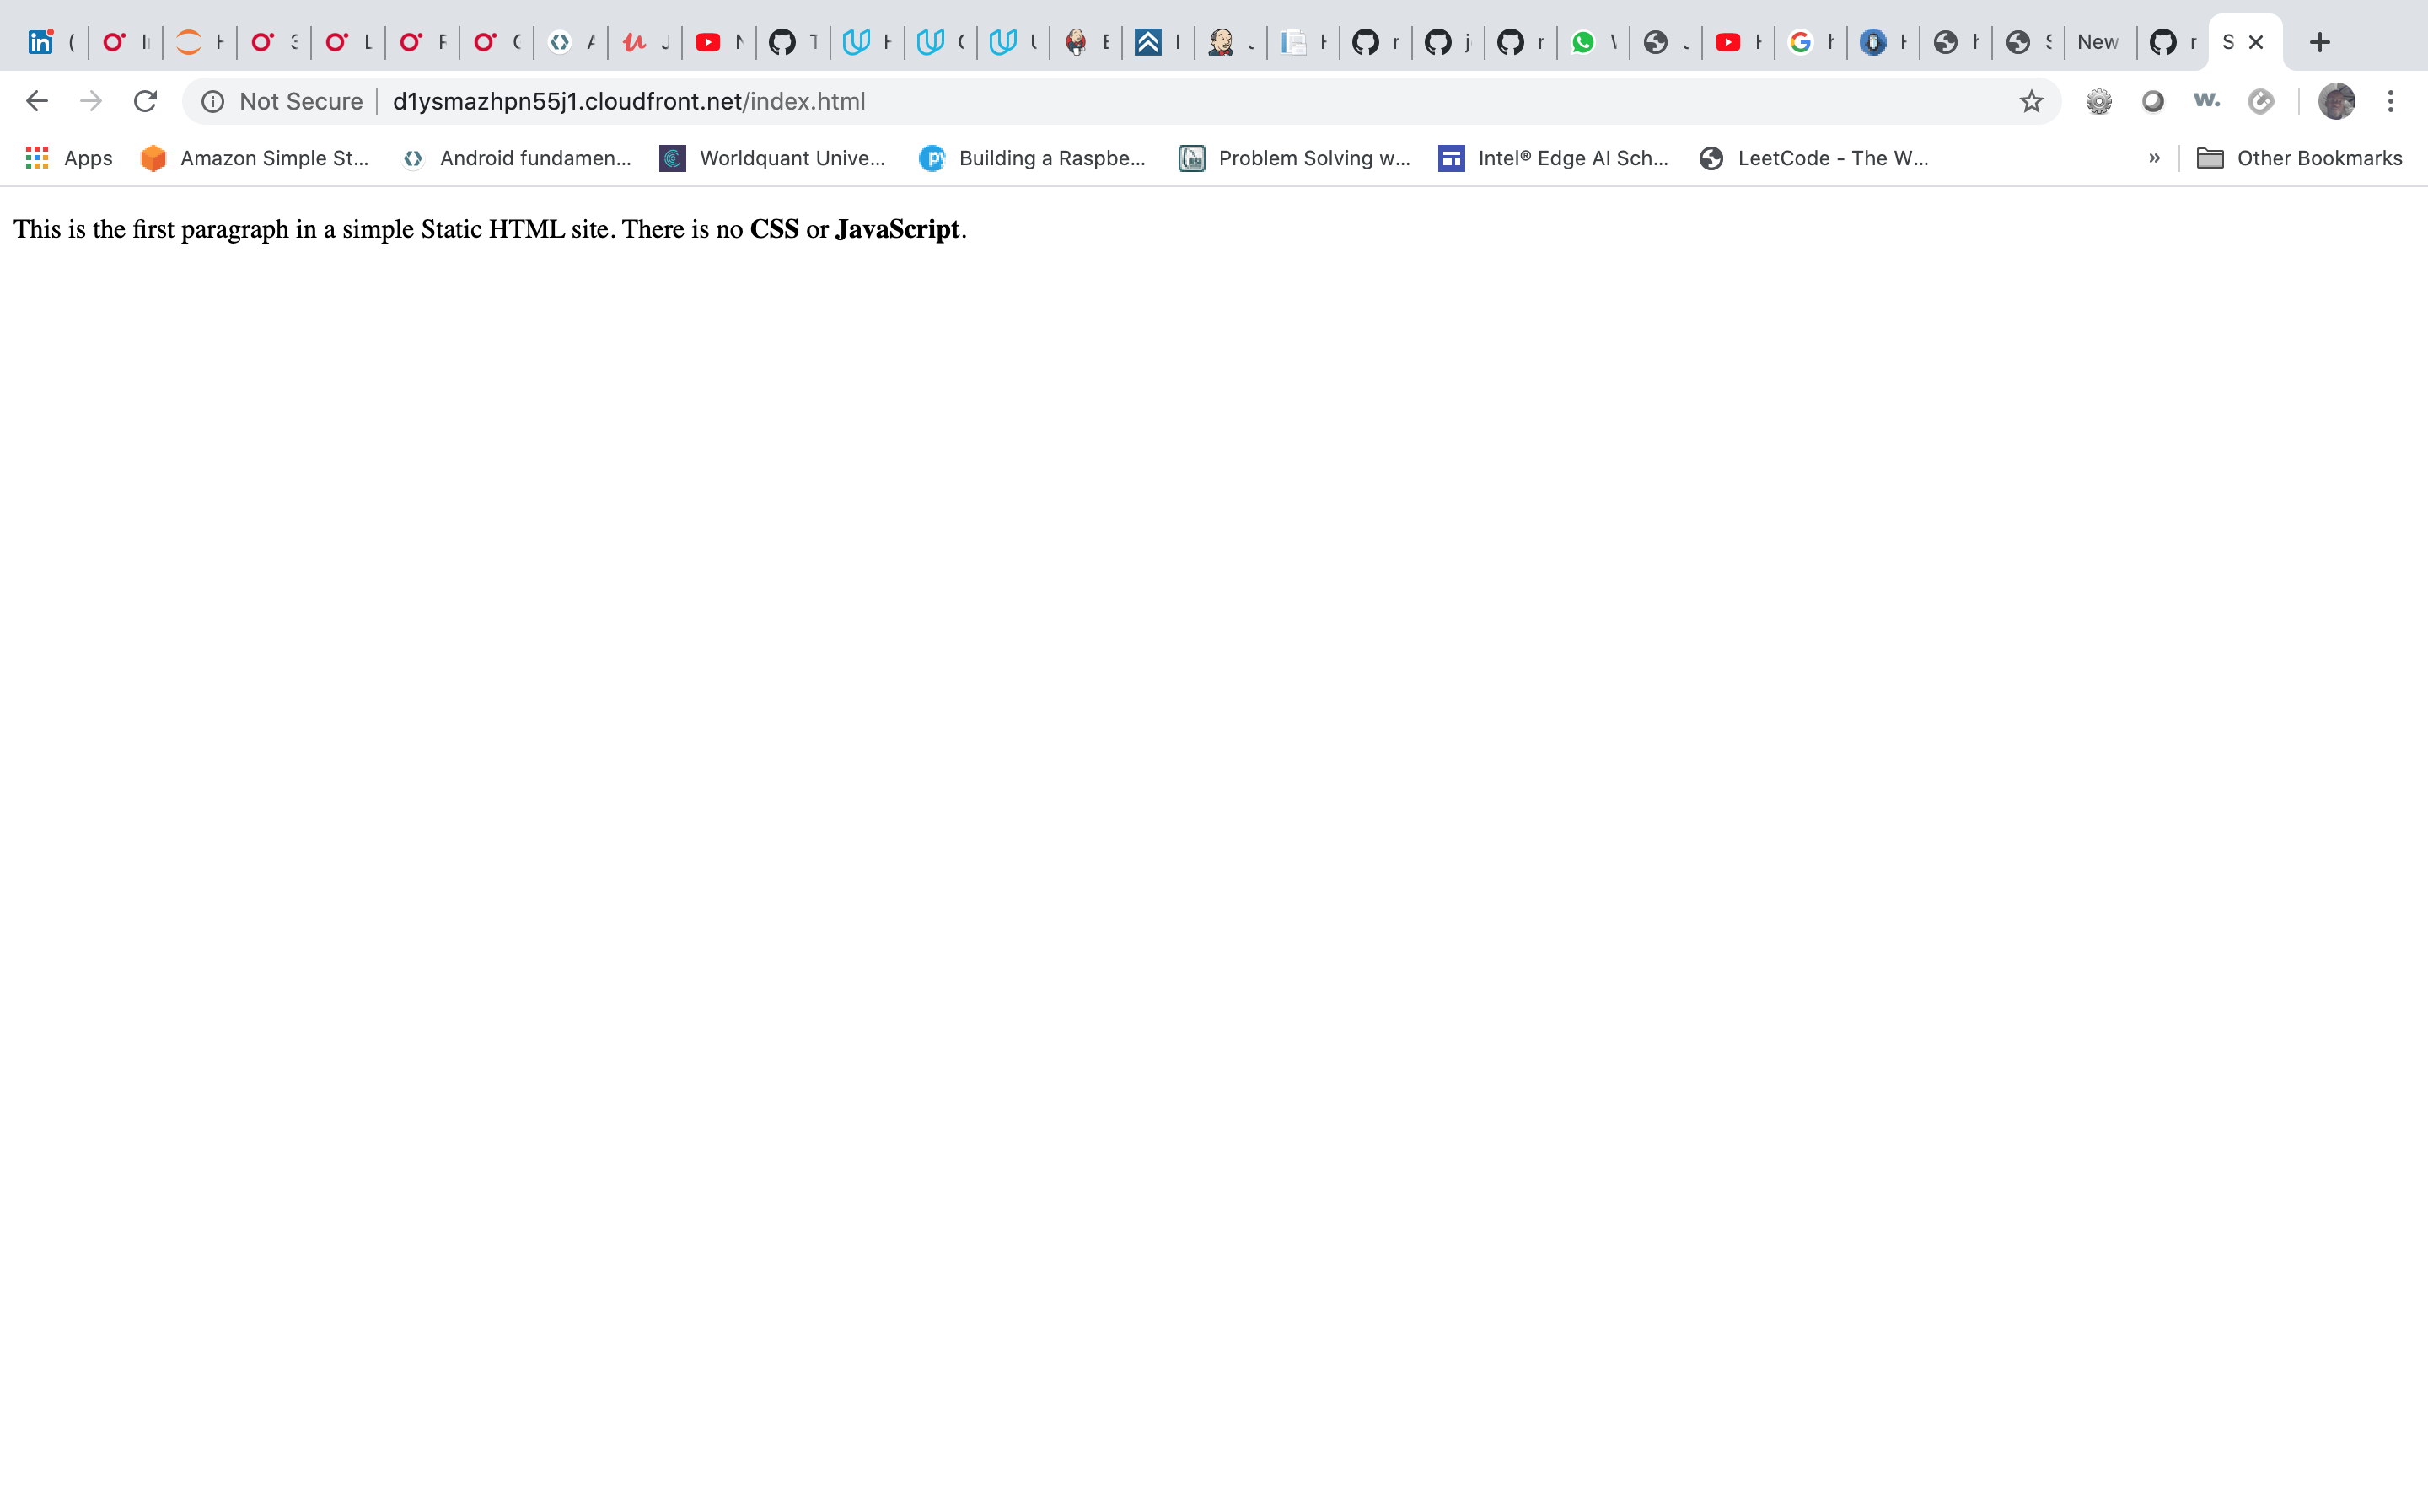 New
Not Secure d1ysmazhpn55j1.cloudfront.net/index.html
Apps Amazon Simple St... Android fundamen... Worldquant Unive... Building a Raspbe... Problem Solving w... Intel® Edge AI Sch... LeetCode - The W... » Other Bookmarks
This is the first paragraph in a simple Static HTML site. There is no CSS or JavaScript.